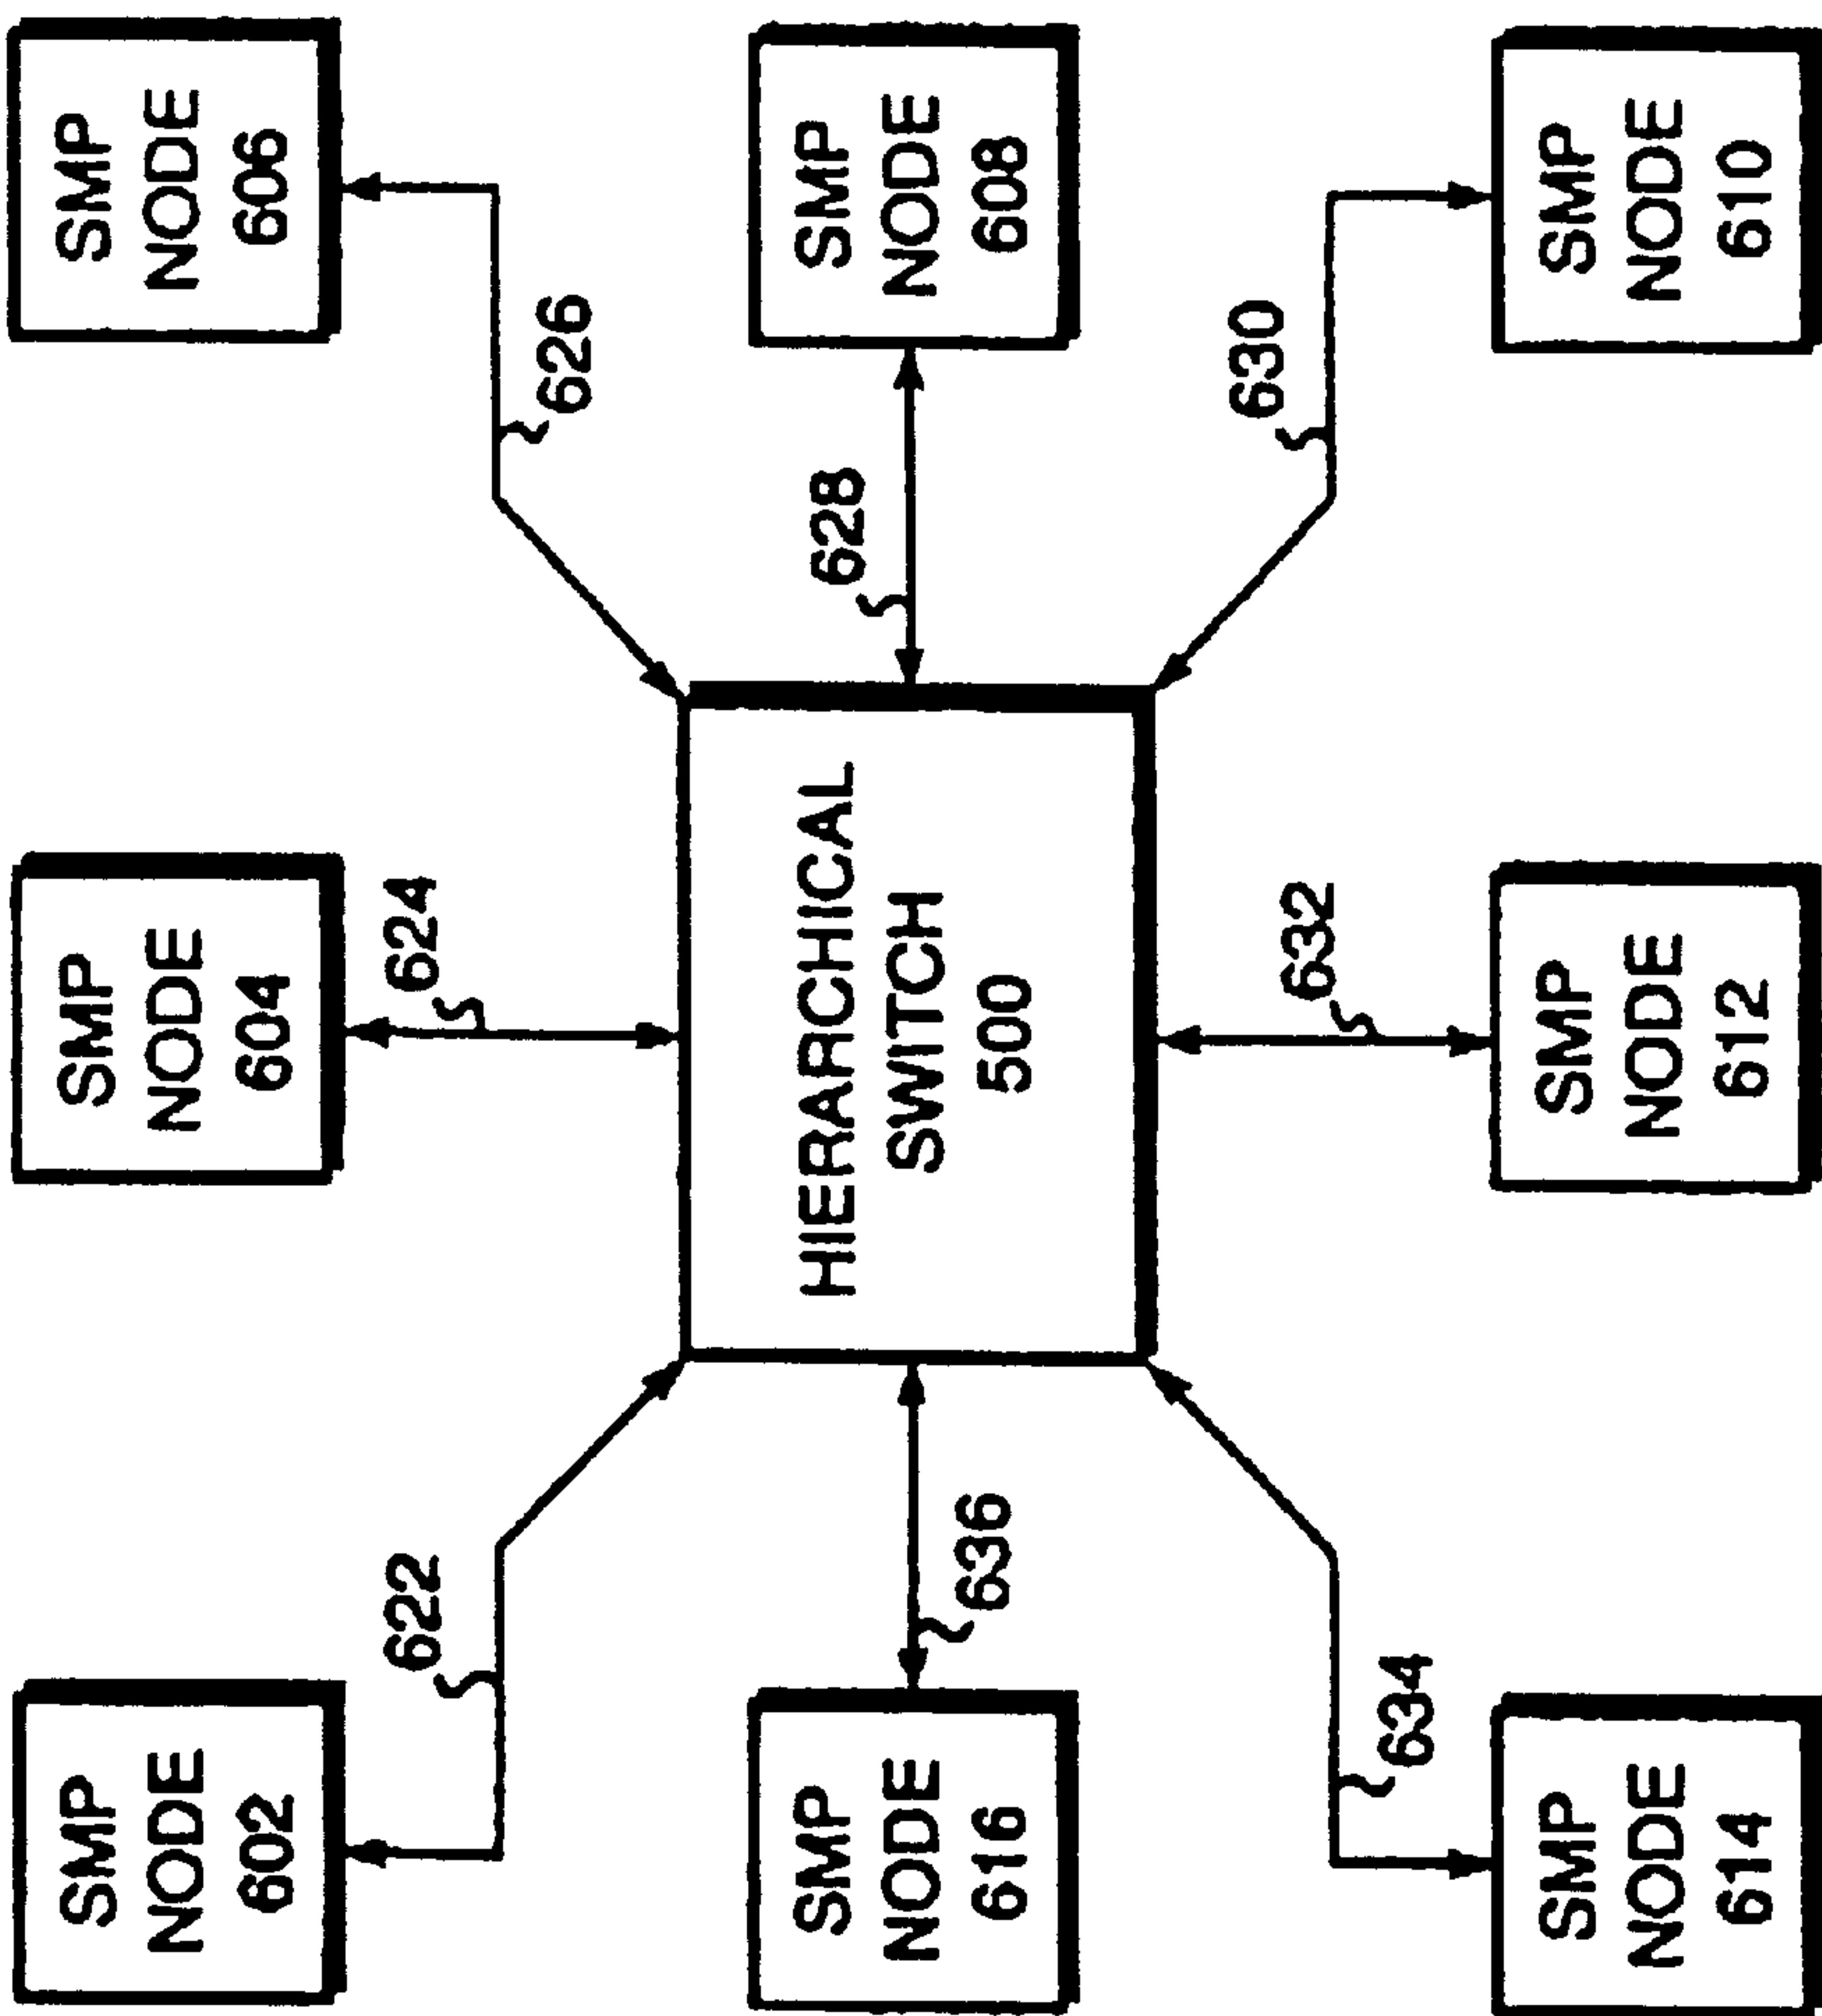 SMP
NODE
602
SMP
NODE
604
SMP
NODE
606
622
624
626
SMP
NODE
616
636
HIERARCHICAL
SWITCH
500
628
SMP
NODE
608
634
632
630
SMP
NODE
614
SMP
NODE
612
SMP
NODE
610